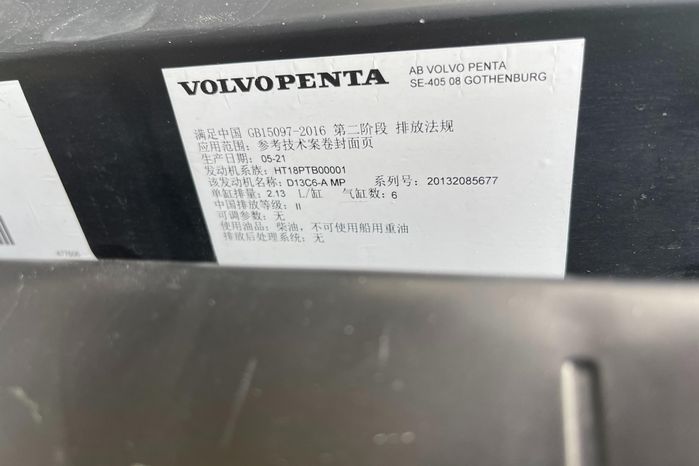 VOLVO PENTA
AB VOLVO PENTA
SE-405 08 GOTHENBURG
满足中国 GB15097-2016 第二阶段 排放法规
应用范围: 参考技术案卷封面页
生产日期: 05-21
发动机系族: HT18PTB00001
该发动机名称: D13C6-A MP 系列号: 20132085677
单缸排量: 2.13 L/缸 气缸数: 6
中国排放等级: II
可调参数: 无
使用油品: 柴油, 不可使用船用重油
排放后处理系统: 无